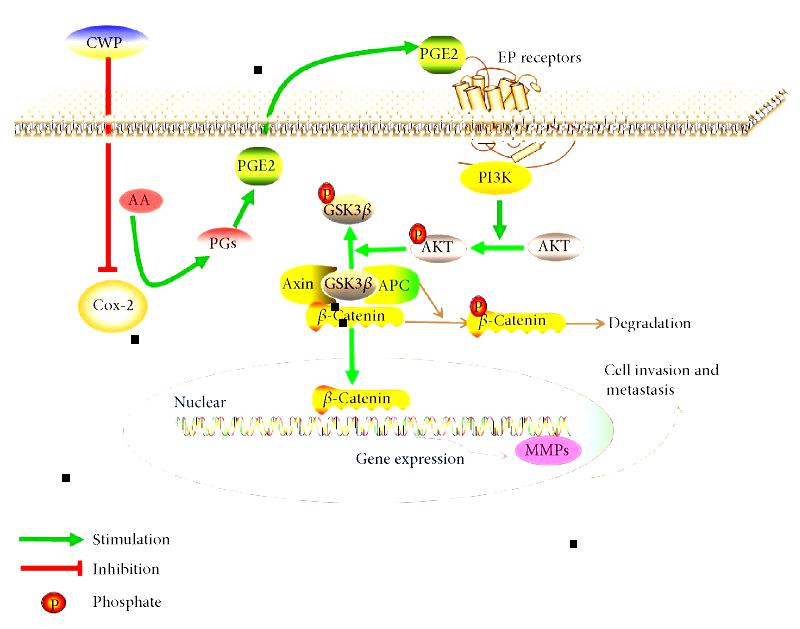 CWP
PGE2
EP receptors
PGE2
PI3K
AA
P
GSK3β
PGs
P
AKT
AKT
Axin
GSK3β
APC
Cox-2
β-Catenin
P
β-Catenin
Degradation
Cell invasion and
metastasis
Nuclear
β-Catenin
MMPs
Gene expression
Stimulation
Inhibition
P
Phosphate